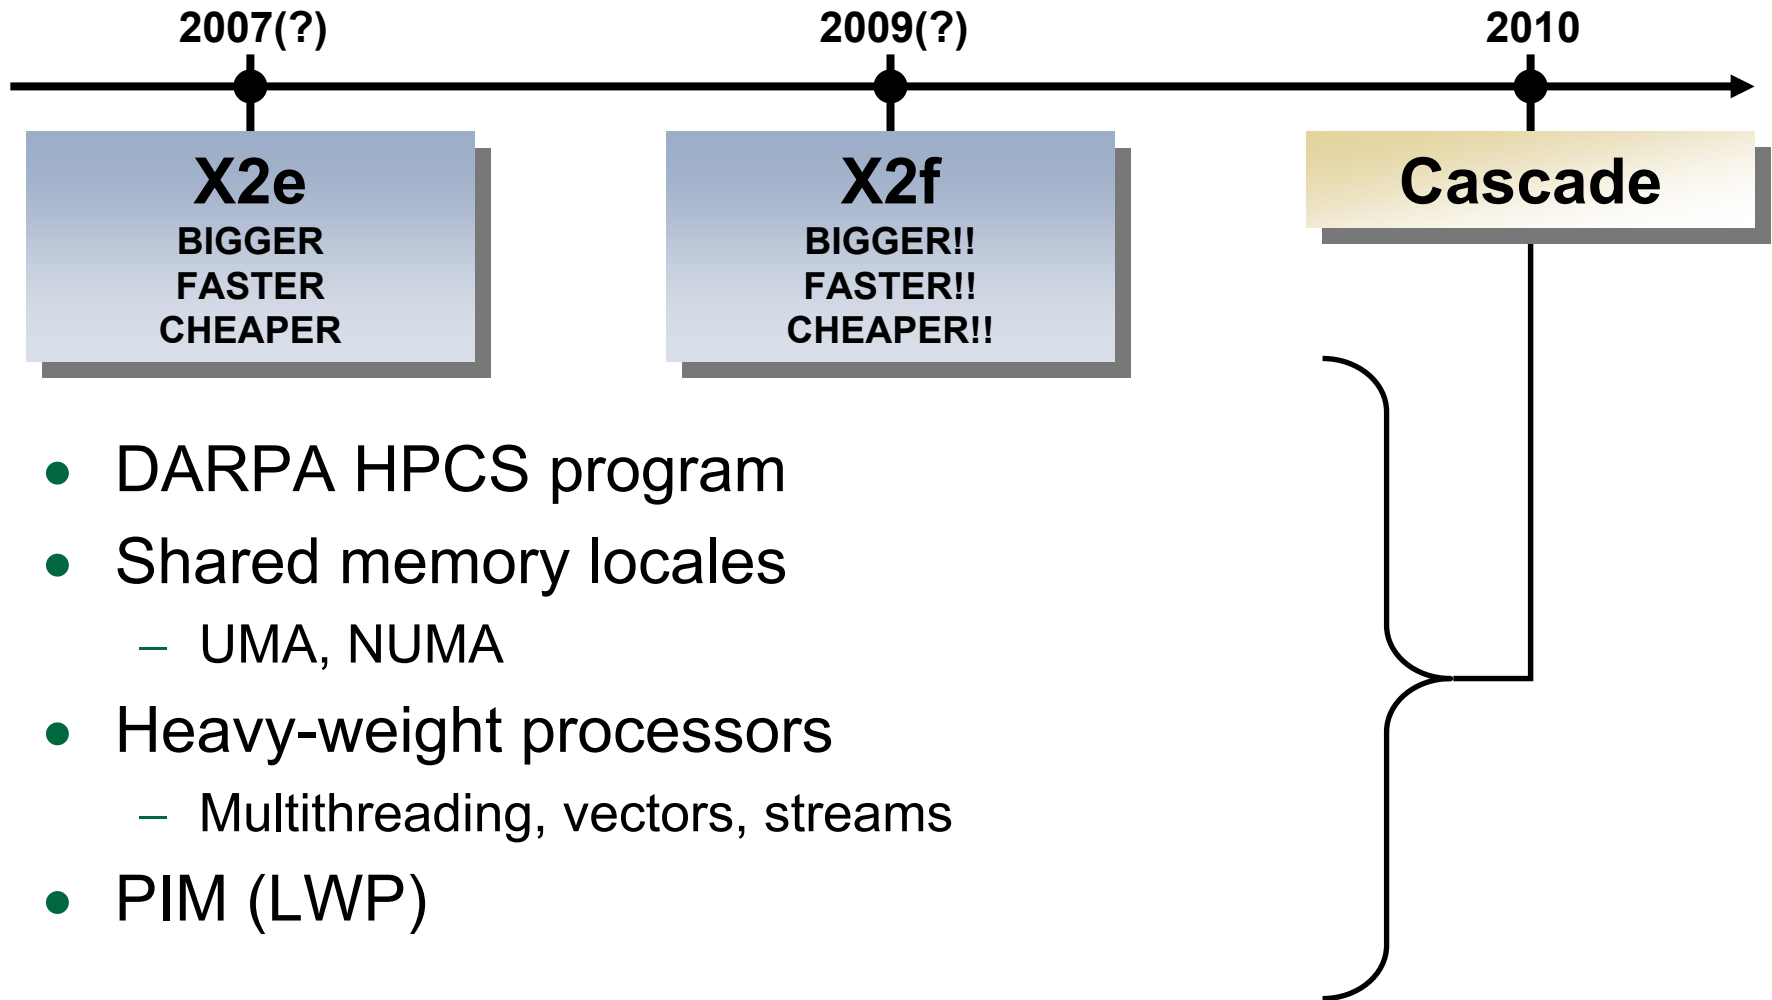 2007(?)
2009(?)
2010
X2e
BIGGER
FASTER
CHEAPER
X2f
BIGGER!!
FASTER!!
CHEAPER!!
Cascade
• DARPA HPCS program
• Shared memory locales
– UMA, NUMA
• Heavy-weight processors
– Multithreading, vectors, streams
• PIM (LWP)